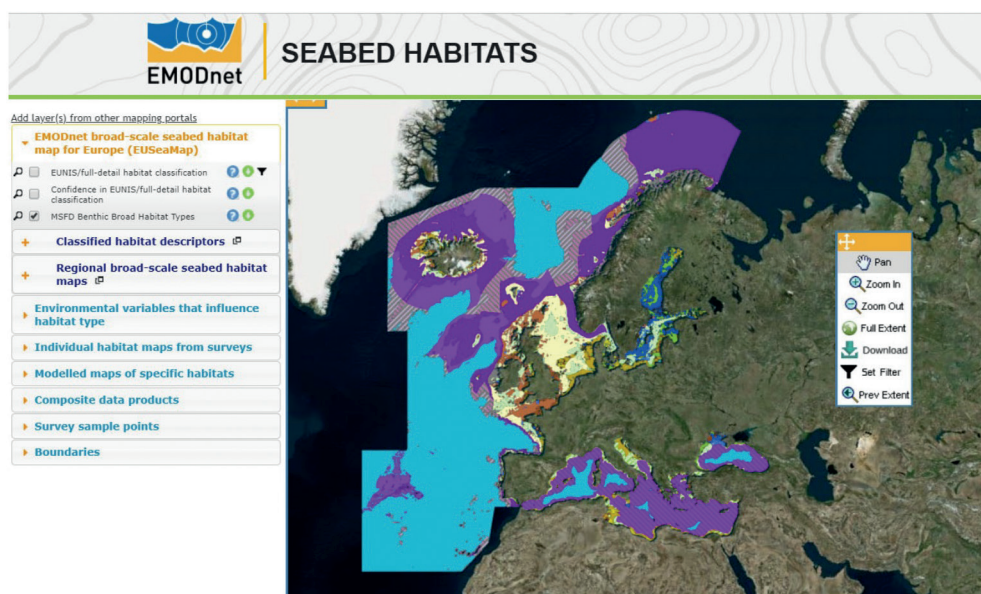 EMODnet
SEABED HABITATS
Add layer(s) from other mapping portals
EMODnet broad-scale seabed habitat
map for Europe (EUSeaMap)
EUNIS/full-detail habitat classification
Confidence in EUNIS/full-detail habitat
classification
MSFD Benthic Broad Habitat Types
Classified habitat descriptors
Regional broad-scale seabed habitat
maps
Environmental variables that influence
habitat type
Individual habitat maps from surveys
Modelled maps of specific habitats
Composite data products
Survey sample points
Boundaries
Pan
Zoom In
Zoom Out
Full Extent
Download
Set Filter
Prev Extent